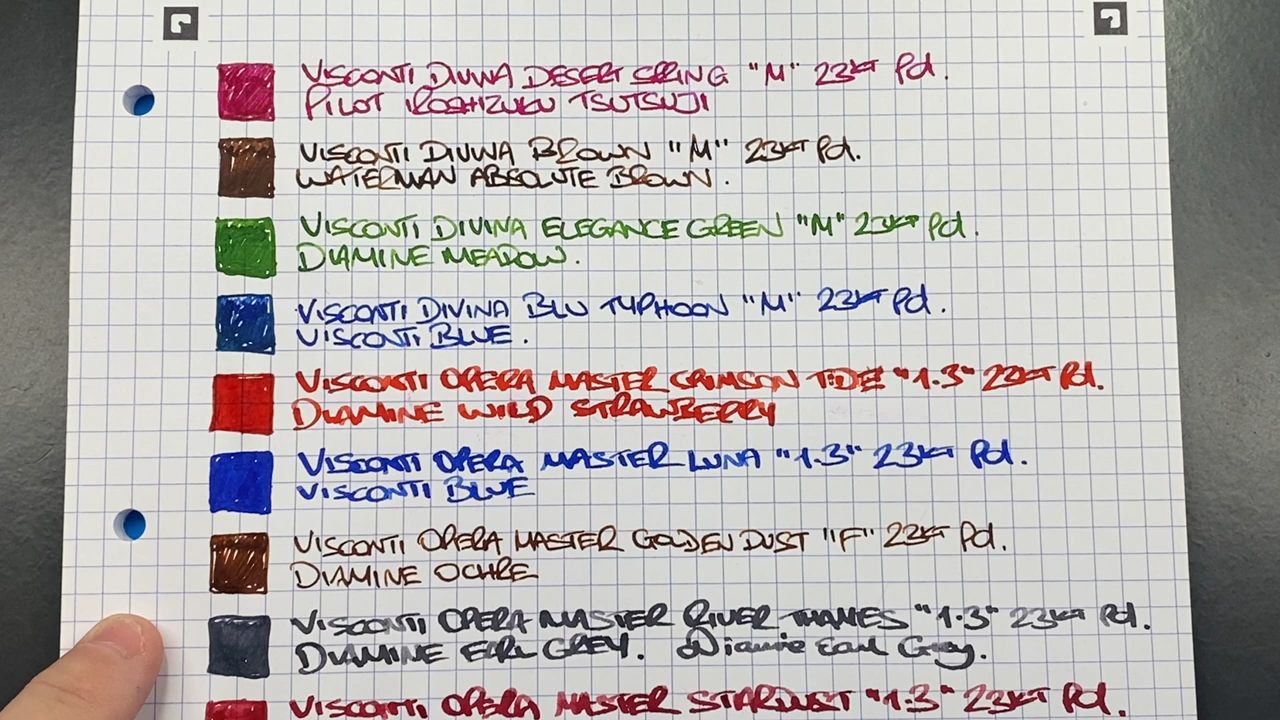 VISCONTI DIVINA DESERT SPRING "M" 23KT Pd.
PILOT IROSHIZUKU TSUTSUJI
VISCONTI DIVINA BROWN "M" 23KT Pd.
WATERMAN ABSOLUTE BROWN.
VISCONTI DIVINA ELEGANCE GREEN "M" 23KT Pd.
DIAMINE MEADOW.
VISCONTI DIVINA BLU TYPHOON "M" 23KT Pd.
VISCONTI BLUE.
VISCONTI OPERA MASTER CRIMSON TIDE "1.3" 23KT Pd.
DIAMINE WILD STRAWBERRY
VISCONTI OPERA MASTER LUNA "1.3" 23KT Pd.
VISCONTI BLUE
VISCONTI OPERA MASTER GOLDEN DUST "F" 23KT Pd.
DIAMINE OCHRE
VISCONTI OPERA MASTER RIVER THAMES "1.3" 23KT Pd.
DIAMINE EARL GREY. Diamine Earl Grey.
VISCONTI OPERA MASTER STARDUST "1.3" 23KT Pd.